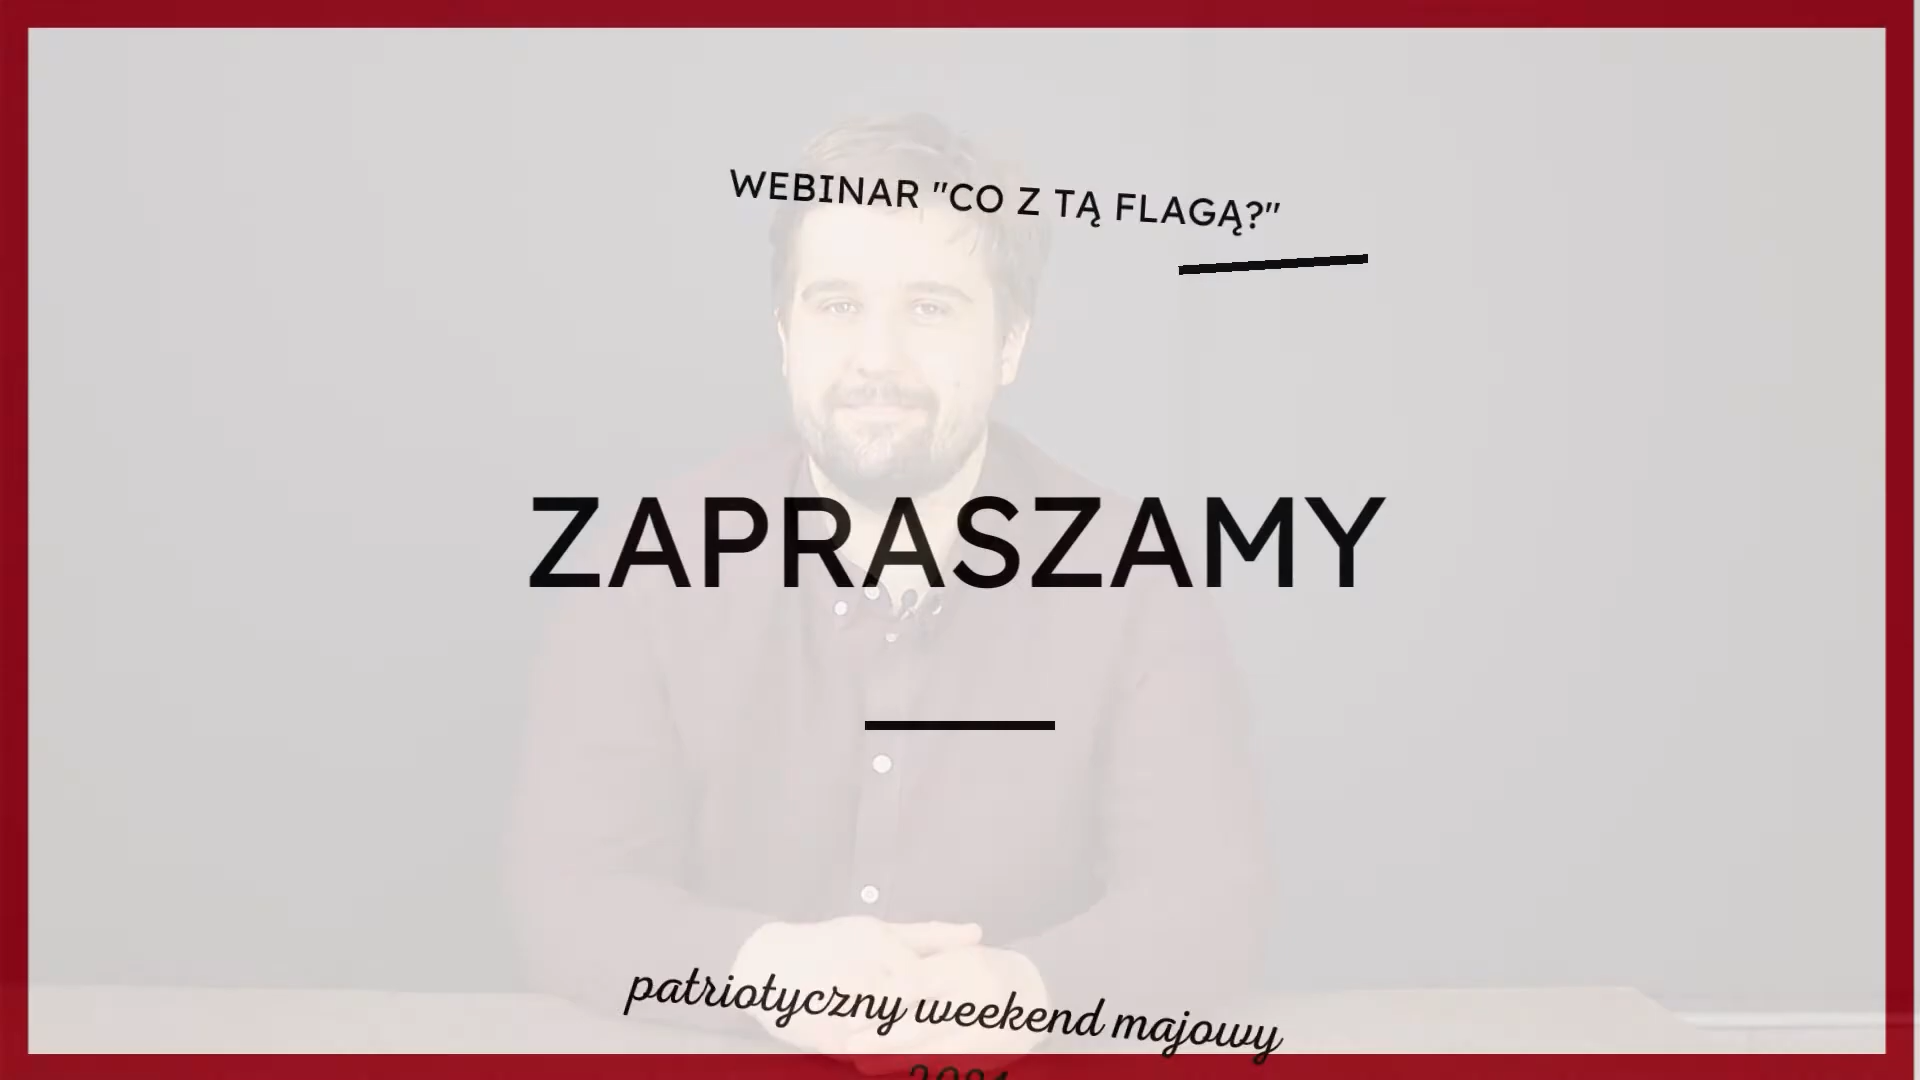 WEBINAR "CO Z TĄ FLAGĄ?"
ZAPRASZAMY
patriotyczny weekend majowy